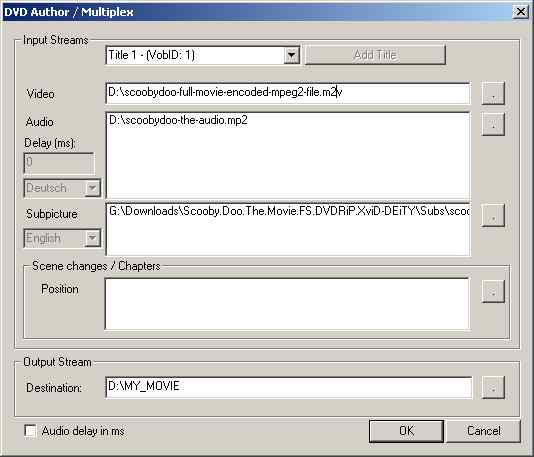 DVD Author / Multiplex
Input Streams
Title 1 - (VobID: 1)
Add Title
Video
D:\scoobydoo-full-movie-encoded-mpeg2-file.m2v
.
Audio
D:\scoobydoo-the-audio.mp2
.
Delay (ms):
0
Deutsch
Subpicture
G:\Downloads\Scooby.Doo.The.Movie.FS.DVDRiP.XviD-DEiTY\Subs\scoo
.
English
Scene changes / Chapters
Position
.
Output Stream
Destination:
D:\MY_MOVIE
.
Audio delay in ms
OK
Cancel